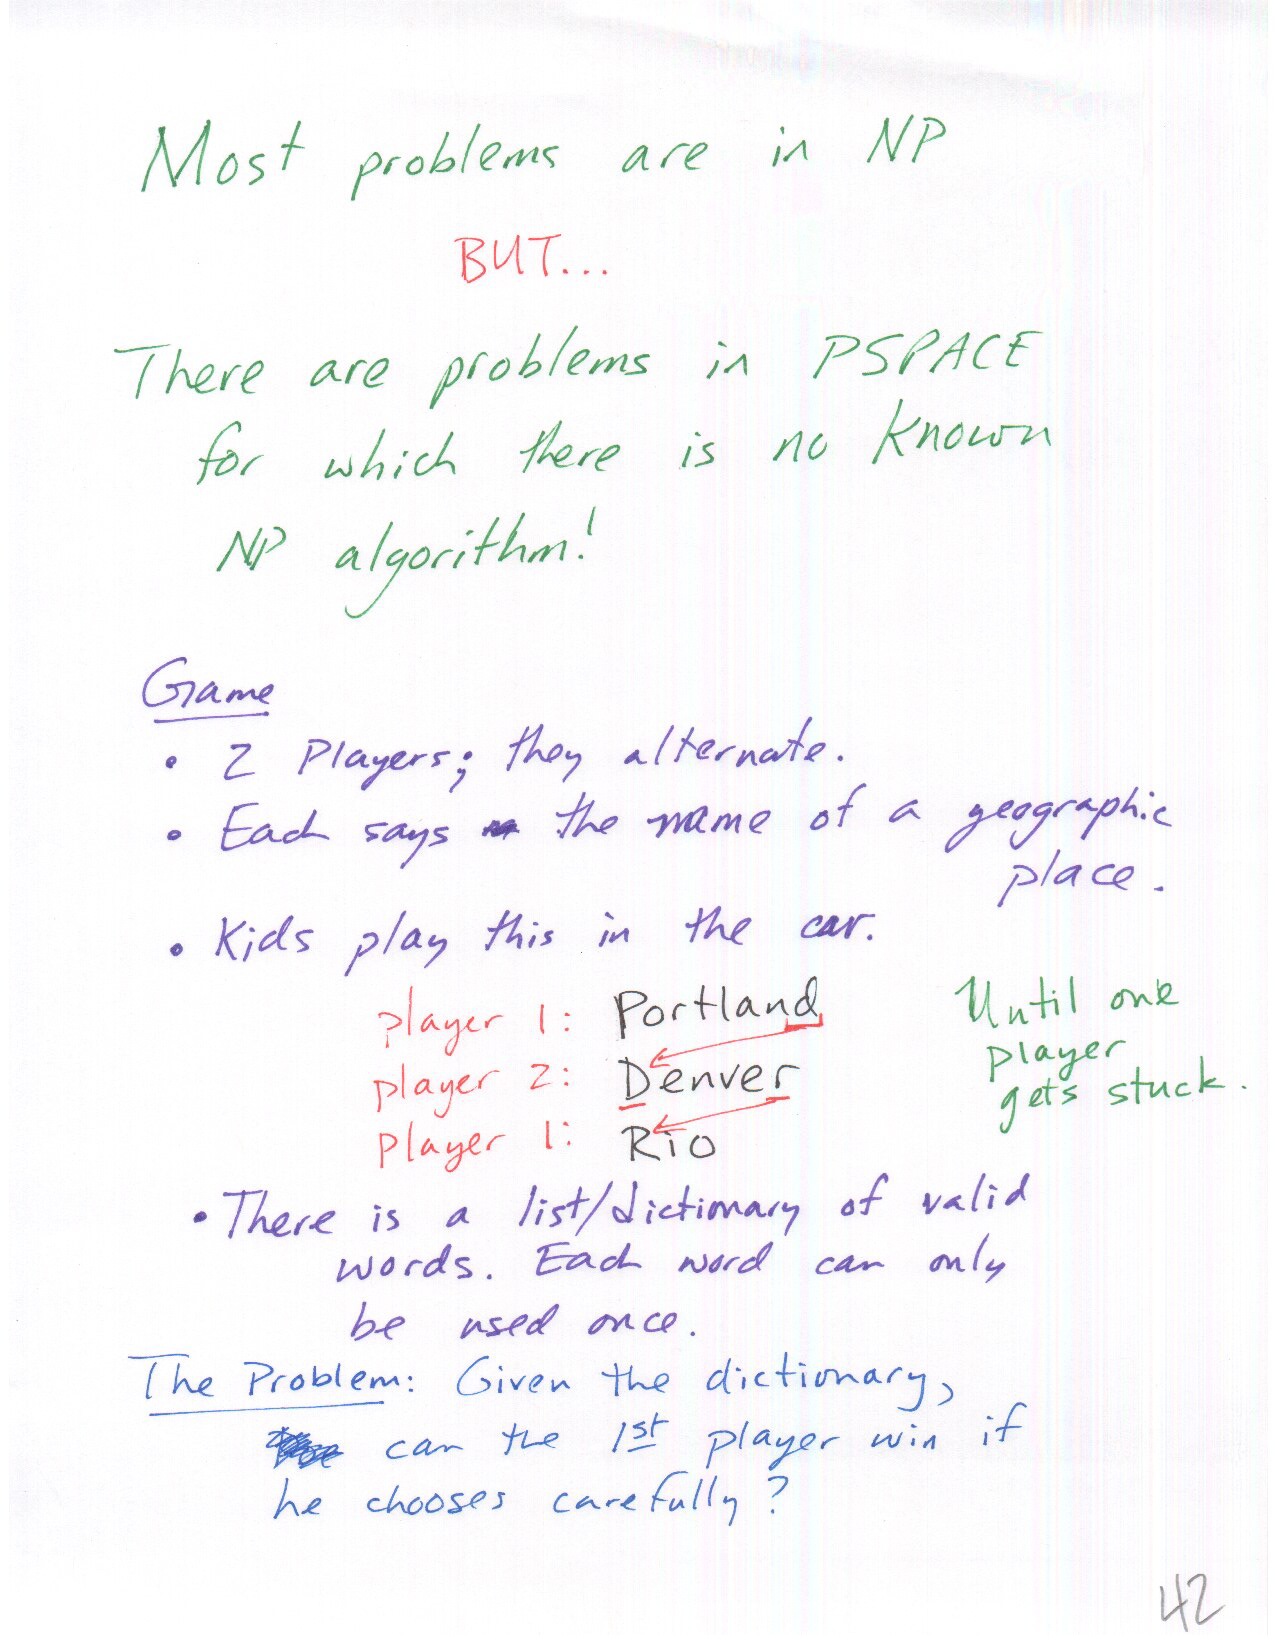 Most problems are in NP
BUT...
There are problems in PSPACE
for which there is no known
NP algorithm!
Game
• 2 Players; they alternate.
• Each says the name of a geographic
place.
• Kids play this in the car.
player 1: Portland
player 2: Denver
player 1: Rio
Until one
player
gets stuck.
• There is a list/dictionary of valid
words. Each word can only
be used once.
The Problem: Given the dictionary,
can the 1st player win if
he chooses carefully?
42